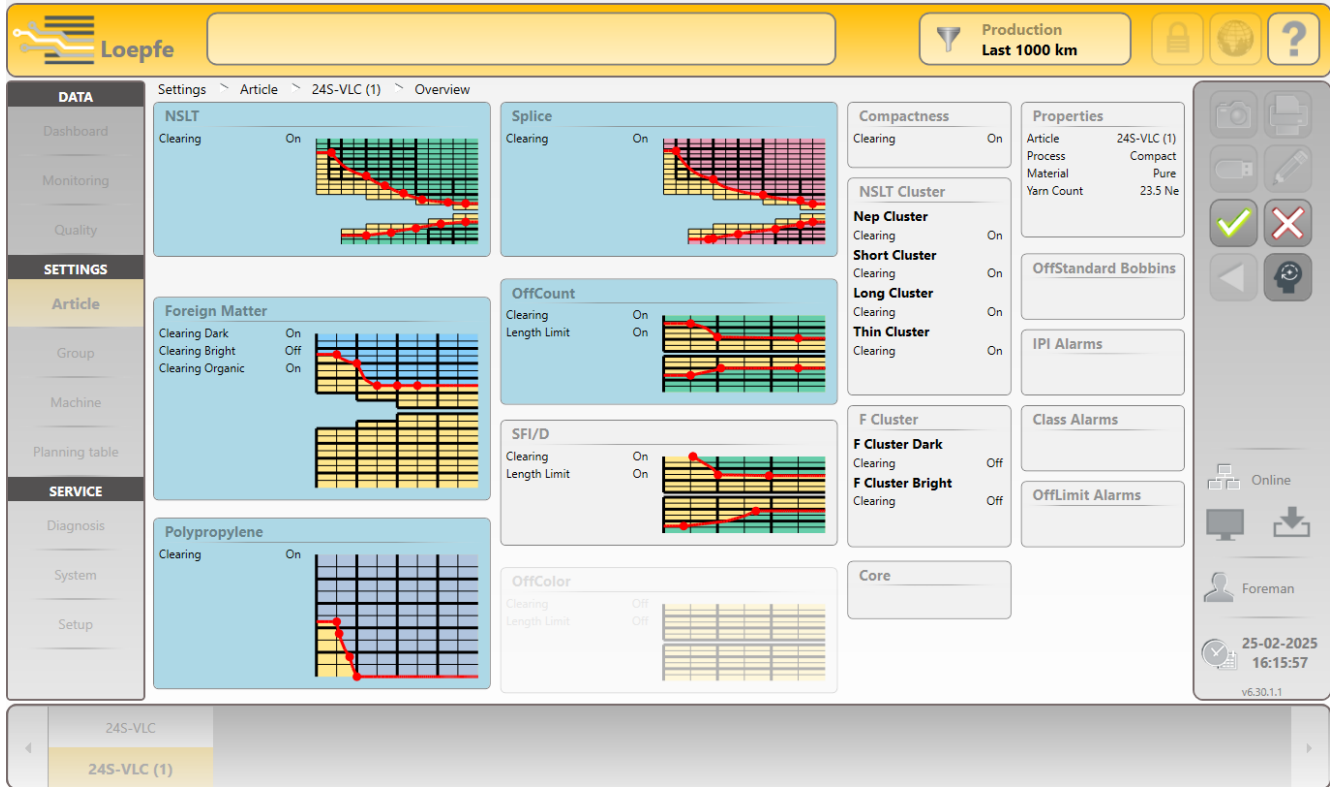 Loepfe
Production
Last 1000 km
?
DATA
Dashboard
Monitoring
Quality
SETTINGS
Article
Group
Machine
Planning table
SERVICE
Diagnosis
System
Setup
Settings > Article > 24S-VLC (1) > Overview
NSLT
Clearing On
Foreign Matter
Clearing Dark On
Clearing Bright Off
Clearing Organic On
Polypropylene
Clearing On
Splice
Clearing On
OffCount
Clearing On
Length Limit On
SFI/D
Clearing On
Length Limit On
OffColor
Clearing Off
Length Limit Off
Compactness
Clearing On
NSLT Cluster
Nep Cluster
Clearing On
Short Cluster
Clearing On
Long Cluster
Clearing On
Thin Cluster
Clearing On
F Cluster
F Cluster Dark
Clearing Off
F Cluster Bright
Clearing Off
Core
Properties
Article 24S-VLC (1)
Process Compact
Material Pure
Yarn Count 23.5 Ne
OffStandard Bobbins
IPI Alarms
Class Alarms
OffLimit Alarms
Online
Foreman
25-02-2025
16:15:57
v6.30.1.1
24S-VLC
24S-VLC (1)